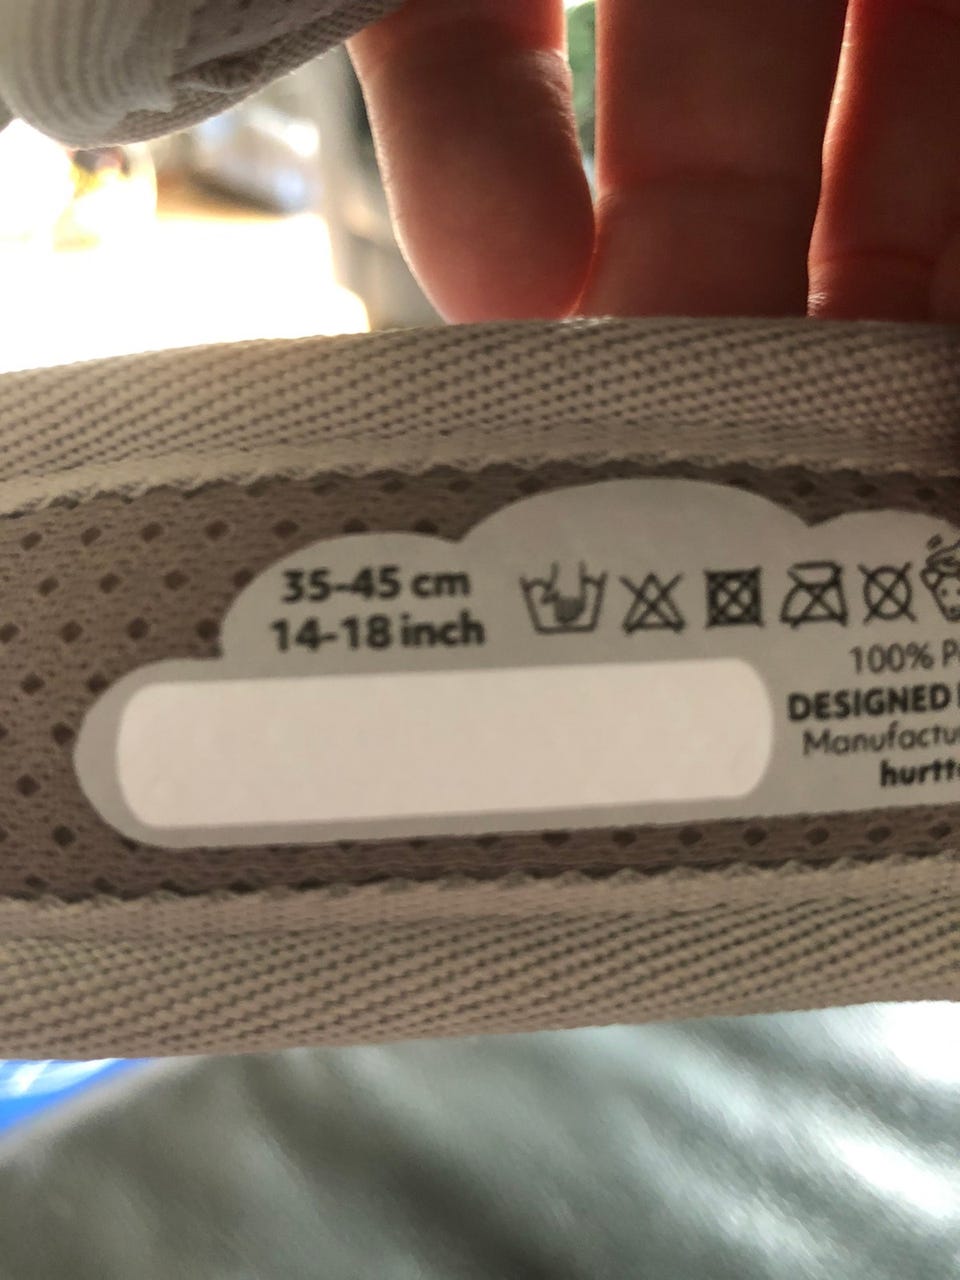 35-45 cm
14-18 inch
100% P
DESIGNED
Manufactu
hurtt